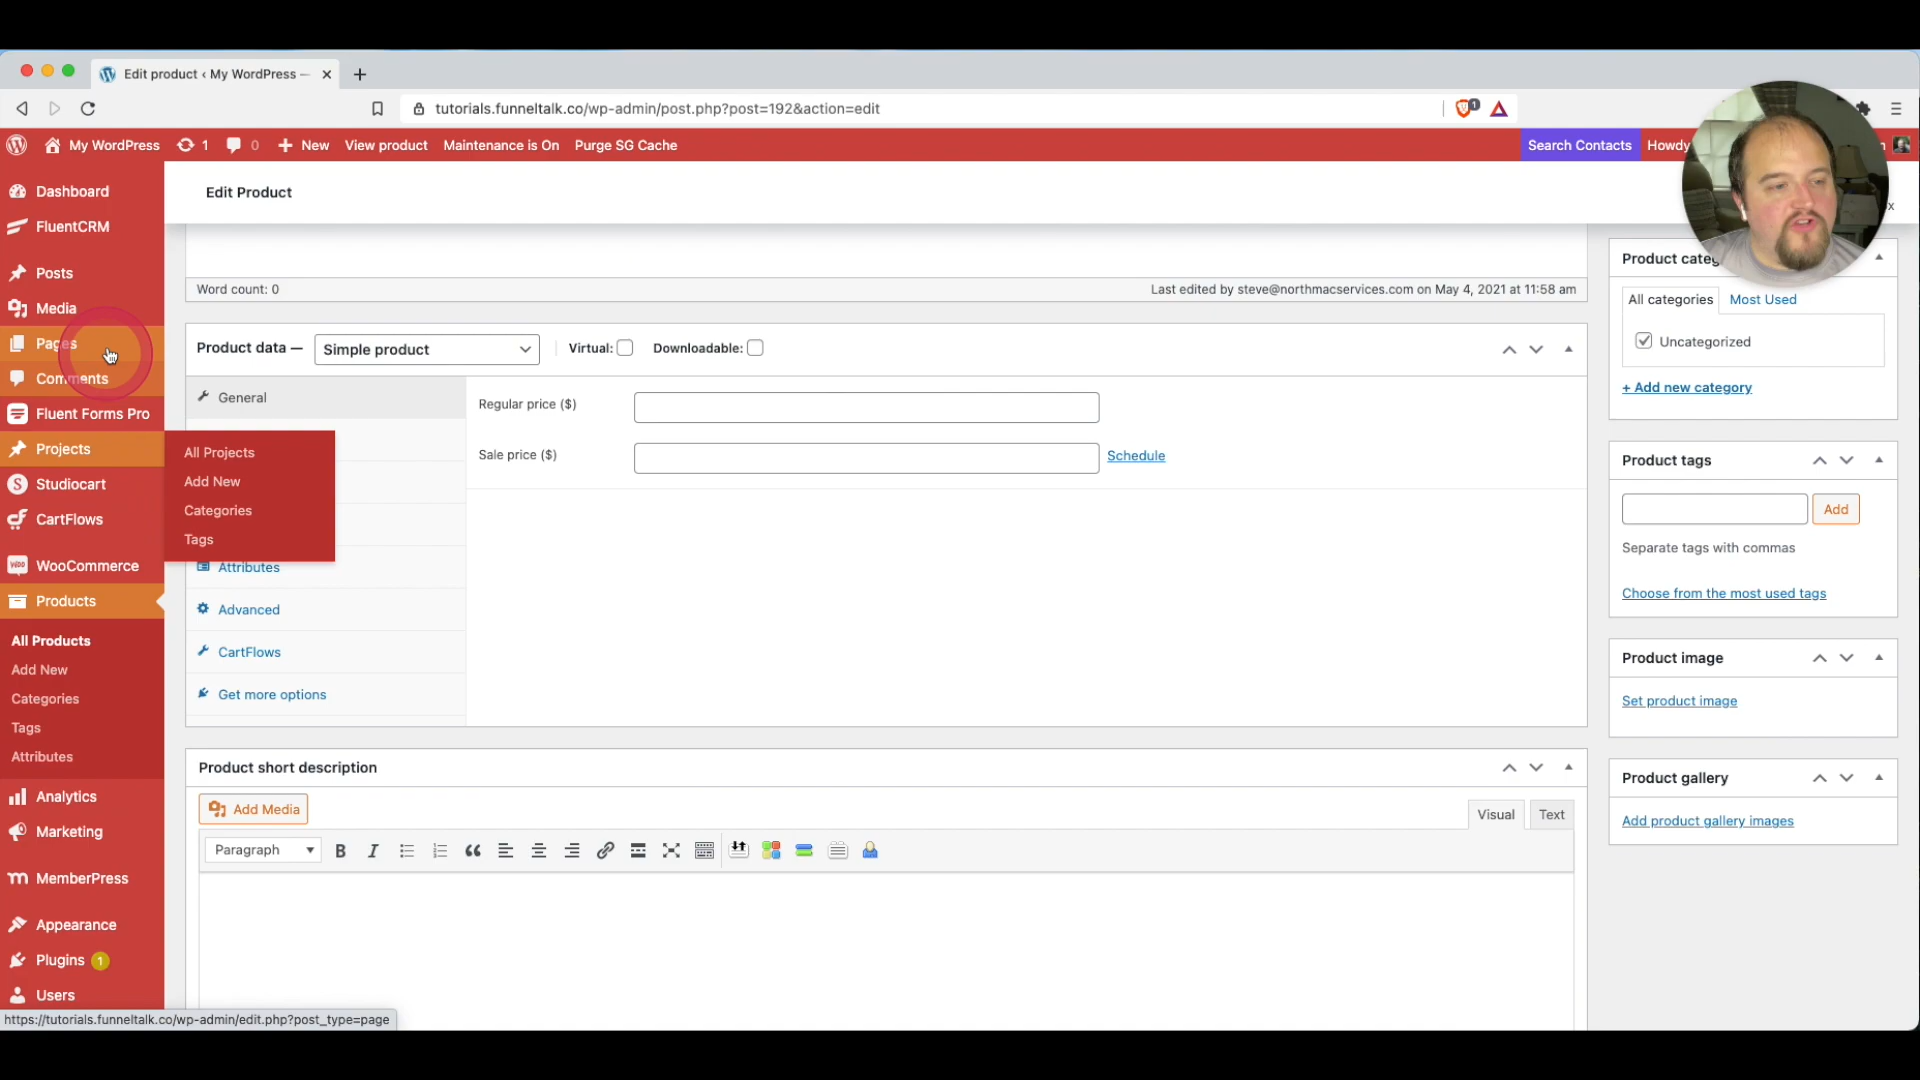 Edit product ‹ My WordPress —
tutorials.funneltalk.co/wp-admin/post.php?post=192&action=edit
1
My WordPress
1
0
New
View product
Maintenance is On
Purge SG Cache
Search Contacts
Howdy
Dashboard
FluentCRM
Posts
Media
Pages
Comments
Fluent Forms Pro
Projects
Studiocart
CartFlows
WooCommerce
Products
All Products
Add New
Categories
Tags
Attributes
Analytics
Marketing
MemberPress
Appearance
Plugins 1
Users
https://tutorials.funneltalk.co/wp-admin/edit.php?post_type=page
All Projects
Add New
Categories
Tags
Edit Product
Word count: 0
Last edited by steve@northmacservices.com on May 4, 2021 at 11:58 am
Product data —
Simple product
Virtual:
Downloadable:
General
Attributes
Advanced
CartFlows
Get more options
Regular price ($)
Sale price ($)
Schedule
Product short description
Add Media
Visual
Text
Paragraph
B
I
Product categ
All categories
Most Used
Uncategorized
+ Add new category
Product tags
Add
Separate tags with commas
Choose from the most used tags
Product image
Set product image
Product gallery
Add product gallery images